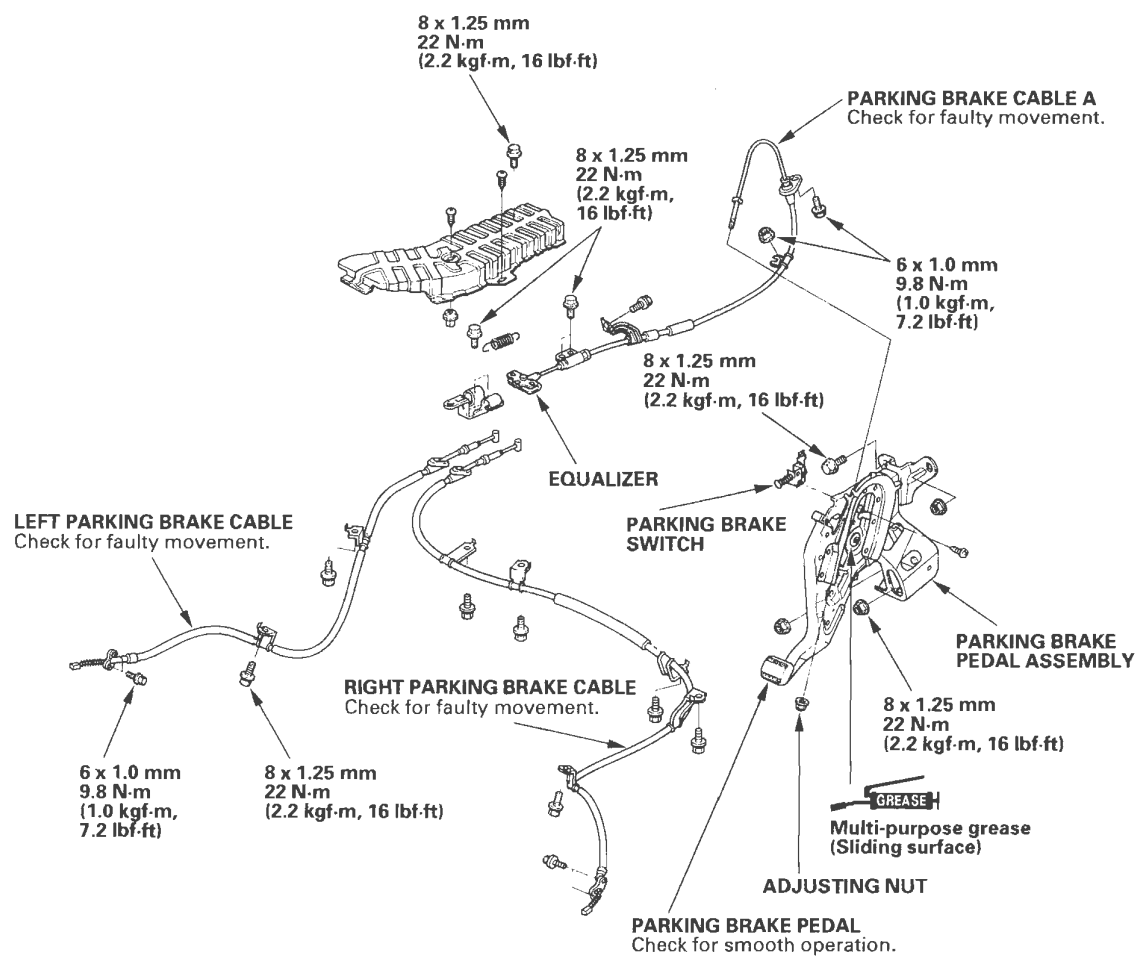 8 x 1.25 mm
22 N·m
(2.2 kgf·m, 16 lbf·ft)
PARKING BRAKE CABLE A
Check for faulty movement.
8 x 1.25 mm
22 N·m
(2.2 kgf·m,
16 lbf·ft)
6 x 1.0 mm
9.8 N·m
(1.0 kgf·m,
7.2 lbf·ft)
8 x 1.25 mm
22 N·m
(2.2 kgf·m, 16 lbf·ft)
EQUALIZER
LEFT PARKING BRAKE CABLE
Check for faulty movement.
PARKING BRAKE
SWITCH
PARKING BRAKE
PEDAL ASSEMBLY
RIGHT PARKING BRAKE CABLE
Check for faulty movement.
8 x 1.25 mm
22 N·m
(2.2 kgf·m, 16 lbf·ft)
6 x 1.0 mm
9.8 N·m
(1.0 kgf·m,
7.2 lbf·ft)
8 x 1.25 mm
22 N·m
(2.2 kgf·m, 16 lbf·ft)
GREASE
Multi-purpose grease
(Sliding surface)
ADJUSTING NUT
PARKING BRAKE PEDAL
Check for smooth operation.